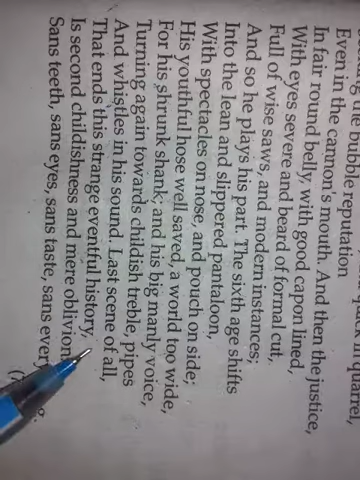 the bubble reputation
Even in the cannon's mouth. And then the justice,
In fair round belly, with good capon lined,
With eyes severe and beard of formal cut,
Full of wise saws, and modern instances;
And so he plays his part. The sixth age shifts
Into the lean and slippered pantaloon,
With spectacles on nose, and pouch on side;
His youthful hose well saved, a world too wide,
For his shrunk shank; and his big manly voice,
Turning again towards childish treble, pipes
And whistles in his sound. Last scene of all,
That ends this strange eventful history,
Is second childishness and mere oblivion
Sans teeth, sans eyes, sans taste, sans every